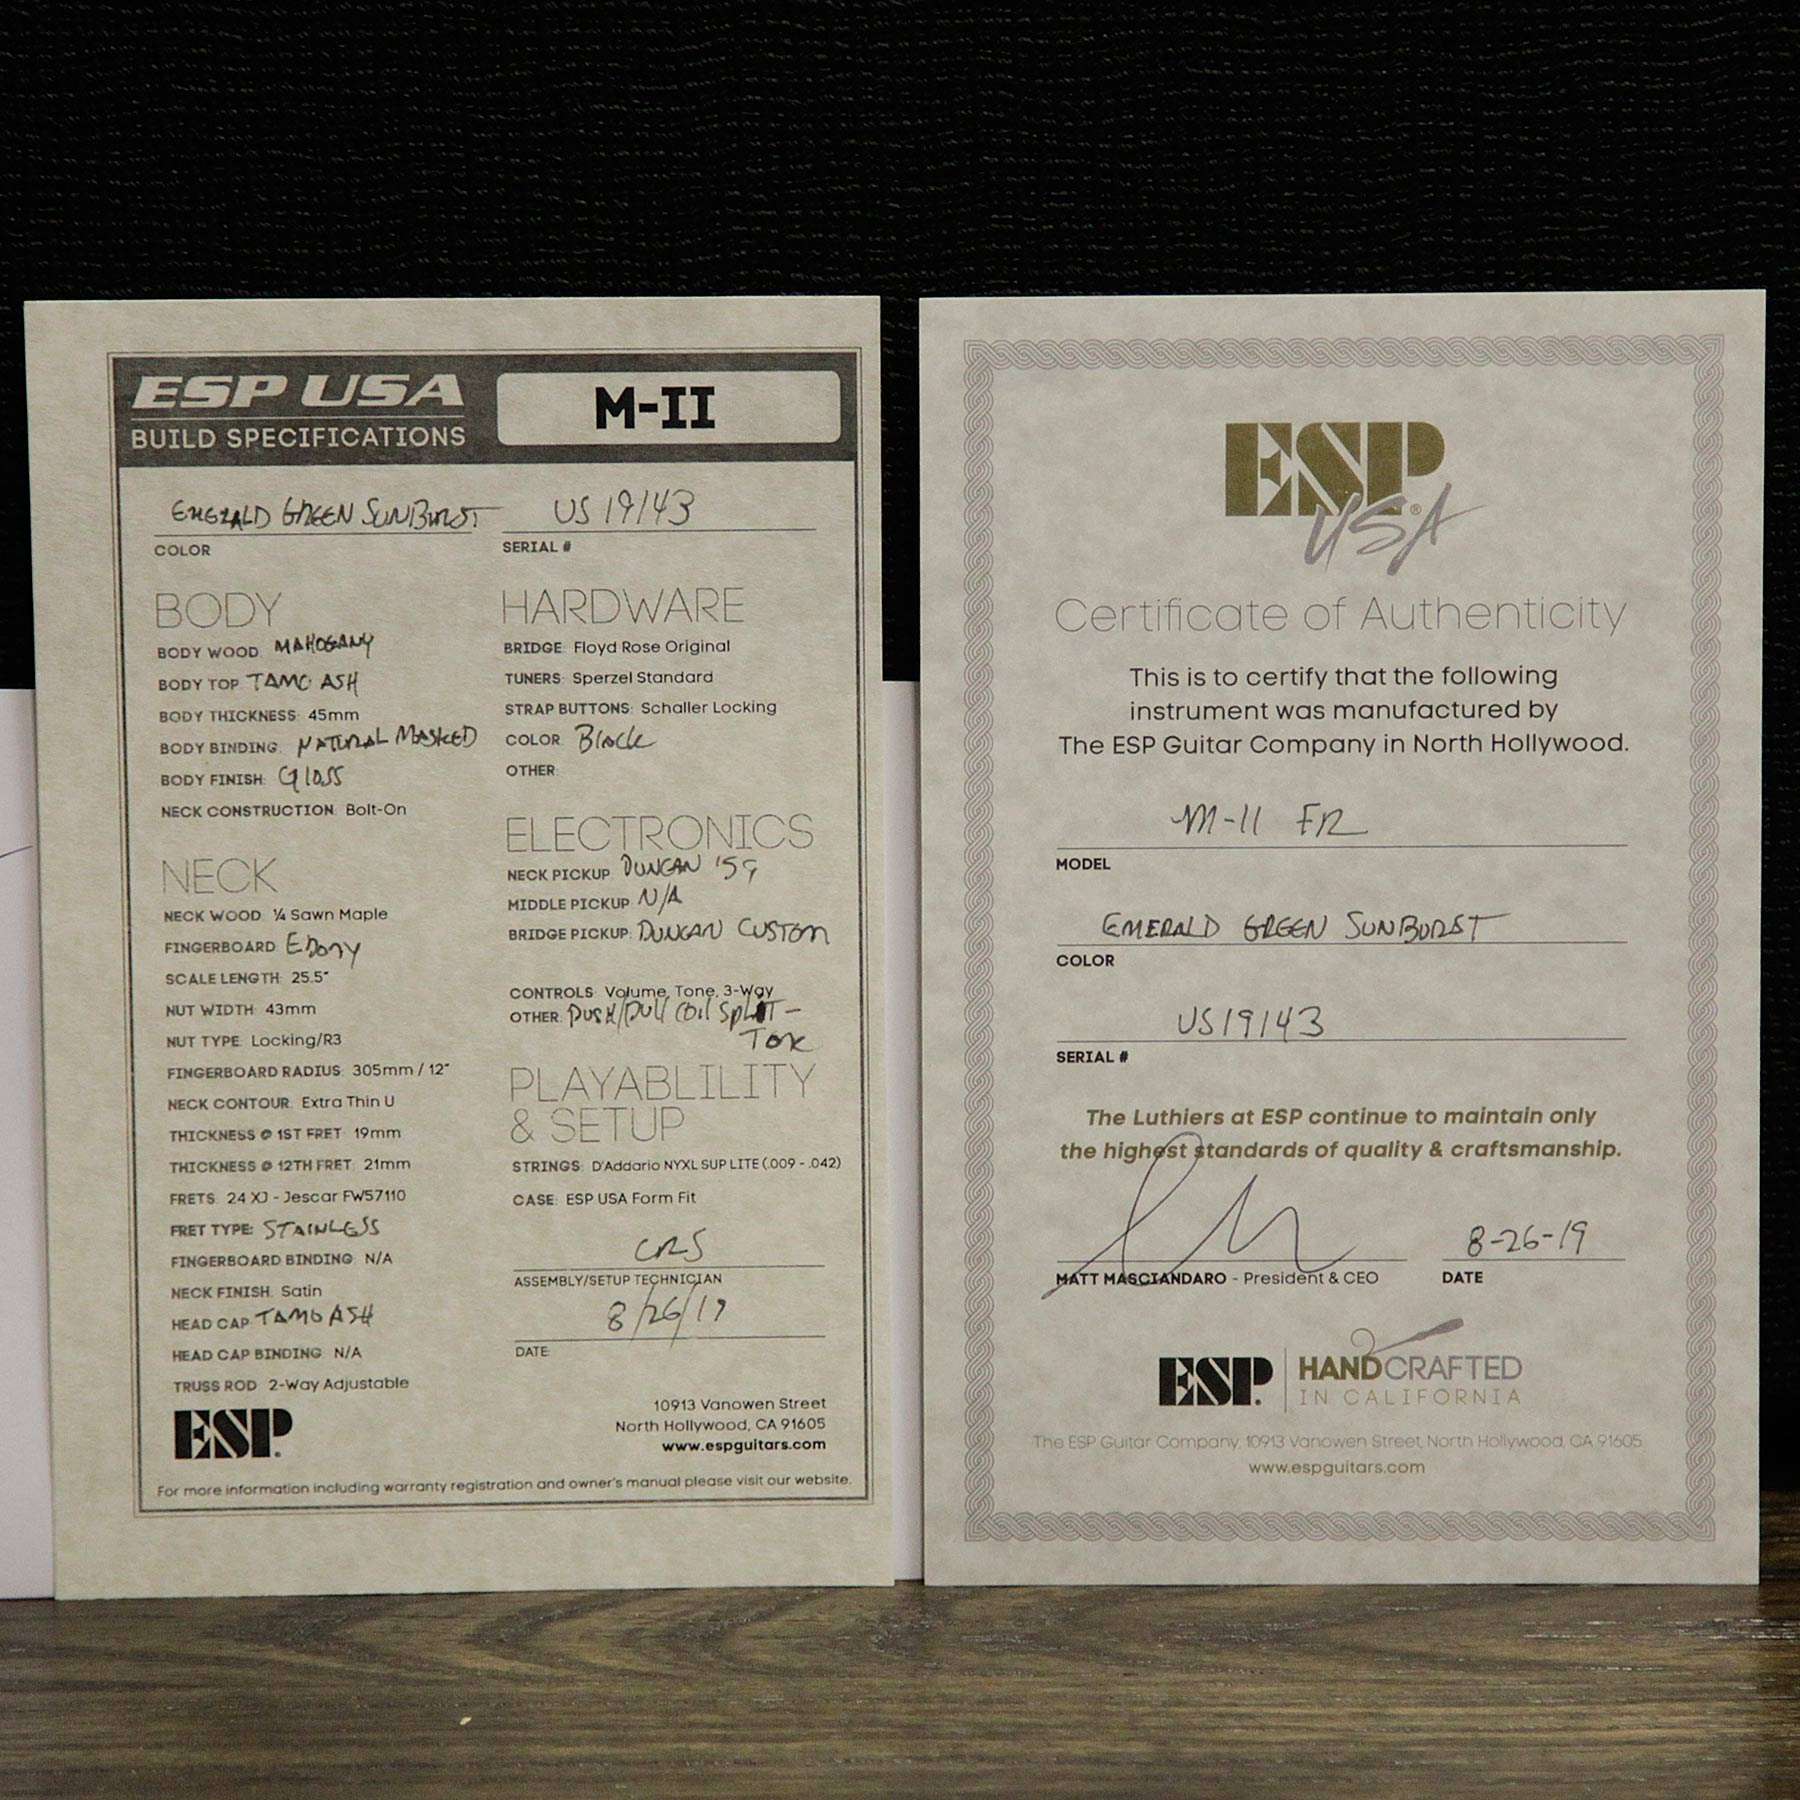 ESP USA
BUILD SPECIFICATIONS
M-II
EMERALD GREEN SUNBURST
COLOR
US 19143
SERIAL #
BODY
BODY WOOD: MAHOGANY
BODY TOP: TAMO ASH
BODY THICKNESS: 45mm
BODY BINDING: NATURAL MASKED
BODY FINISH: Gloss
NECK CONSTRUCTION: Bolt-On
NECK
NECK WOOD: ¼ Sawn Maple
FINGERBOARD: Ebony
SCALE LENGTH: 25.5"
NUT WIDTH: 43mm
NUT TYPE: Locking/R3
FINGERBOARD RADIUS: 305mm / 12"
NECK CONTOUR: Extra Thin U
THICKNESS @ 1ST FRET: 19mm
THICKNESS @ 12TH FRET: 21mm
FRETS: 24 XJ - Jescar FW57110
FRET TYPE: STAINLESS
FINGERBOARD BINDING: N/A
NECK FINISH: Satin
HEAD CAP: TAMO ASH
HEAD CAP BINDING: N/A
TRUSS ROD: 2-Way Adjustable
ESP.
HARDWARE
BRIDGE: Floyd Rose Original
TUNERS: Sperzel Standard
STRAP BUTTONS: Schaller Locking
COLOR: Black
OTHER:
ELECTRONICS
NECK PICKUP: DUNCAN '59
MIDDLE PICKUP: N/A
BRIDGE PICKUP: DUNCAN CUSTOM
CONTROLS: Volume, Tone, 3-Way
OTHER: PUSH/PULL COIL SPLIT -
TONE
PLAYABLILITY
& SETUP
STRINGS: D'Addario NYXL SUP LITE (.009 - .042)
CASE: ESP USA Form Fit
CRS
ASSEMBLY/SETUP TECHNICIAN
8/26/19
DATE:
10913 Vanowen Street
North Hollywood, CA 91605
www.espguitars.com
For more information including warranty registration and owner's manual please visit our website.
ESP®
USA
Certificate of Authenticity
This is to certify that the following
instrument was manufactured by
The ESP Guitar Company in North Hollywood.
M-II FR
MODEL
EMERALD GREEN SUNBURST
COLOR
US19143
SERIAL #
The Luthiers at ESP continue to maintain only
the highest standards of quality & craftsmanship.
MATT MASCIANDARO - President & CEO
8-26-19
DATE
ESP.
HANDCRAFTED
IN CALIFORNIA
The ESP Guitar Company, 10913 Vanowen Street, North Hollywood, CA 91605
www.espguitars.com